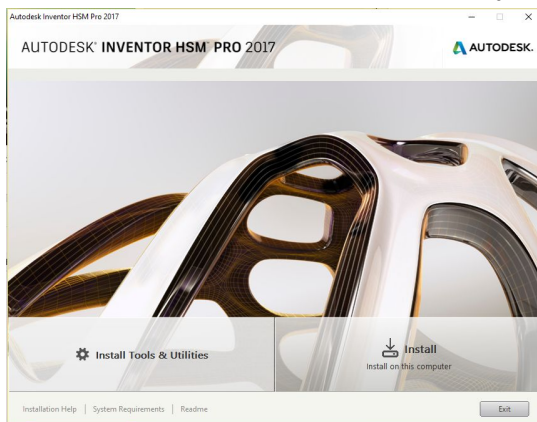 Autodesk Inventor HSM Pro 2017
AUTODESK® INVENTOR HSM™ PRO 2017
AUTODESK.
Install Tools & Utilities
Install
Install on this computer
Installation Help | System Requirements | Readme
Exit